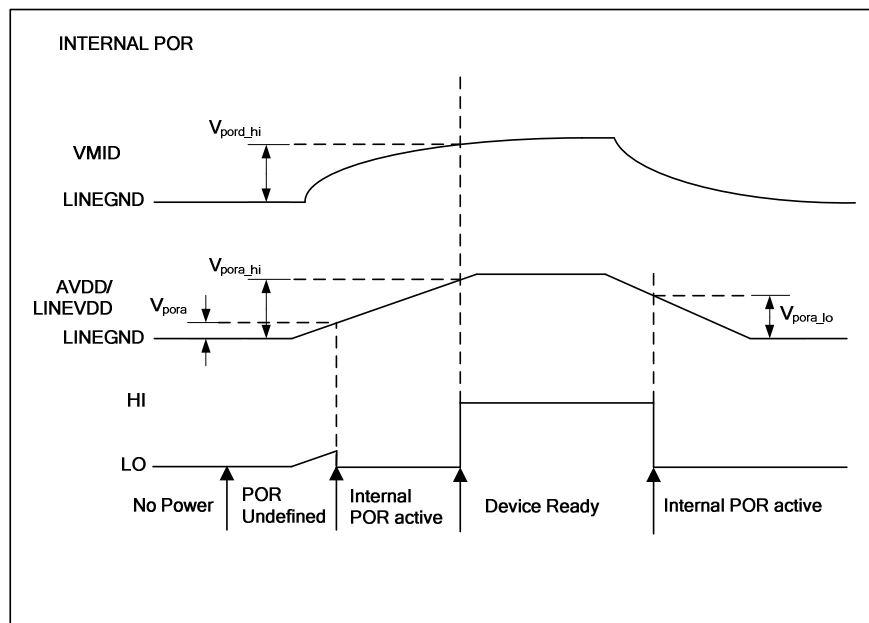 INTERNAL POR
Vpord_hi
VMID
LINEGND
Vpora_hi
AVDD/
LINEVDD
Vpora
LINEGND
Vpora_lo
HI
LO
No Power
POR
Undefined
Internal
POR active
Device Ready
Internal POR active